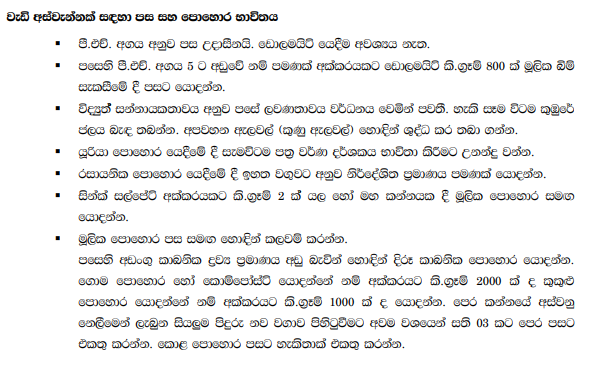 වැඩි අස්වැන්නක් සඳහා පස සහ පොහොර භාවිතය
▪ පී.එච්. අගය අනුව පස උදාසීනයි. ඩොලමයිට් යෙදීම අවශ්‍යය නැත.
▪ පසෙහි පී.එච්. අගය 5 ට අඩුවේ නම් පමණක් අක්කරයකට ඩොලමයිට් කි.ග්‍රෑම් 800 ක් මූලික බිම්
සැකසීමේ දී පසට යොදන්න.
▪ විද්‍යුත් සන්නායකතාවය අනුව පසේ ලවණතාවය වර්ධනය වෙමින් පවතී. හැකි සෑම විටම කුඹුරේ
ජලය බැඳ තබන්න. අපවහන ඇලවල් (කුණු ඇලවල්) හොඳින් ශුද්ධ කර තබා ගන්න.
▪ යූරියා පොහොර යෙදීමේ දී සැමවිටම පත්‍ර වර්ණ දර්ශකය භාවිතා කිරීමට උනන්දු වන්න.
▪ රසායනික පොහොර යෙදීමේ දී ඉහත වගුවට අනුව නිර්දේශිත ප්‍රමාණය පමණක් යොදන්න.
▪ සින්ක් සල්පේට් අක්කරයකට කි.ග්‍රෑම් 2 ක් යල හෝ මහ කන්නයක දී මූලික පොහොර සමඟ
යොදන්න.
▪ මූලික පොහොර පස සමඟ හොඳින් කලවම් කරන්න.
පසෙහි අඩංගු කාබනික ද්‍රව්‍ය ප්‍රමාණය අඩු බැවින් හොඳින් දිරූ කාබනික පොහොර යොදන්න.
ගොම පොහොර හෝ කොම්පෝස්ට් යොදන්නේ නම් අක්කරයට කි.ග්‍රෑම් 2000 ක් ද කුකුළු
පොහොර යොදන්නේ නම් අක්කරයට කි.ග්‍රෑම් 1000 ක් ද යොදන්න. පෙර කන්නයේ අස්වනු
නෙලීමෙන් ලැබුන සියලුම පිදුරු නව වගාව පිහිටුවීමට අවම වශයෙන් සති 03 කට පෙර පසට
එකතු කරන්න. කොළ පොහොර පසට හැකිතාක් එකතු කරන්න.